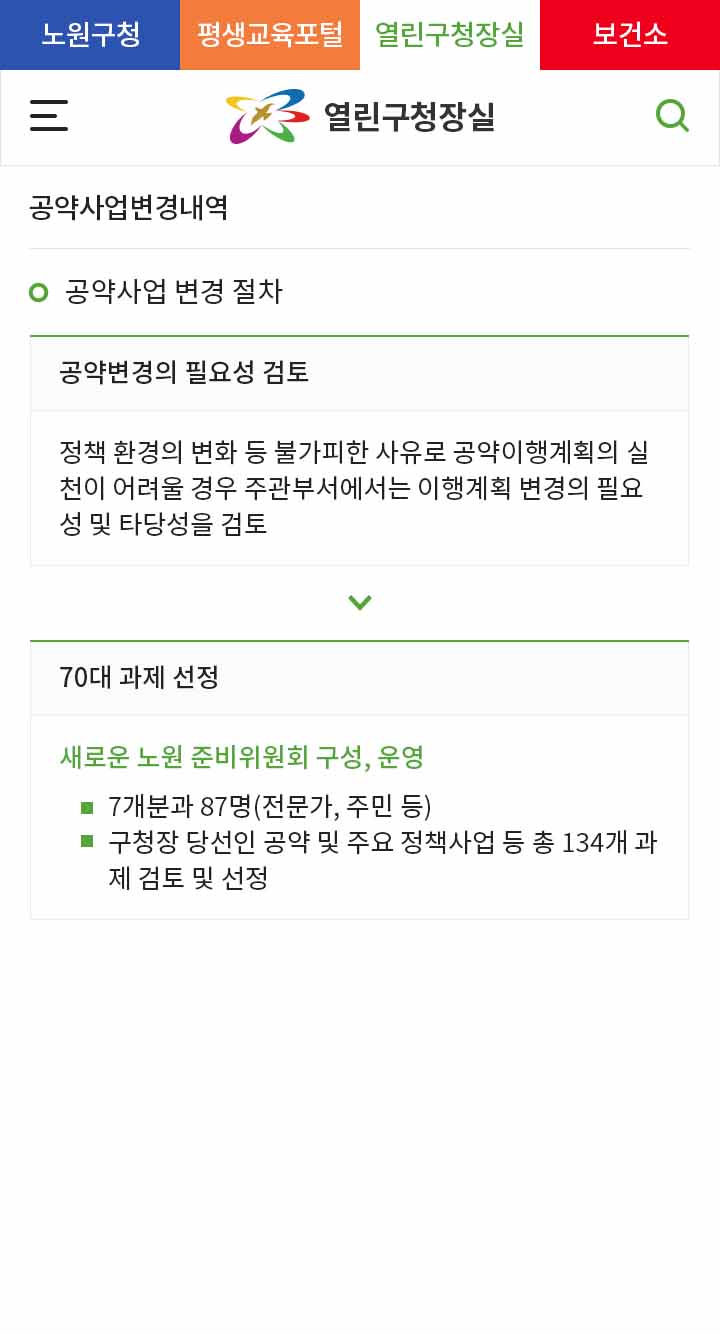 노원구청 평생교육포털 열린구청장실 보건소
열린구청장실
공약사업변경내역
공약사업 변경 절차
공약변경의 필요성 검토
정책 환경의 변화 등 불가피한 사유로 공약이행계획의 실
천이 어려울 경우 주관부서에서는 이행계획 변경의 필요
성 및 타당성을 검토
70대 과제 선정
새로운 노원 준비위원회 구성, 운영
7개분과 87명(전문가, 주민 등)
구청장 당선인 공약 및 주요 정책사업 등 총 134개 과
제 검토 및 선정